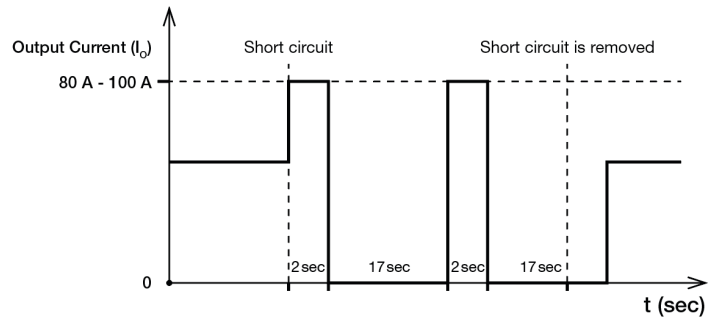 Output Current (Io)
Short circuit
Short circuit is removed
80 A - 100 A
2 sec
17 sec
2 sec
17 sec
0
t (sec)